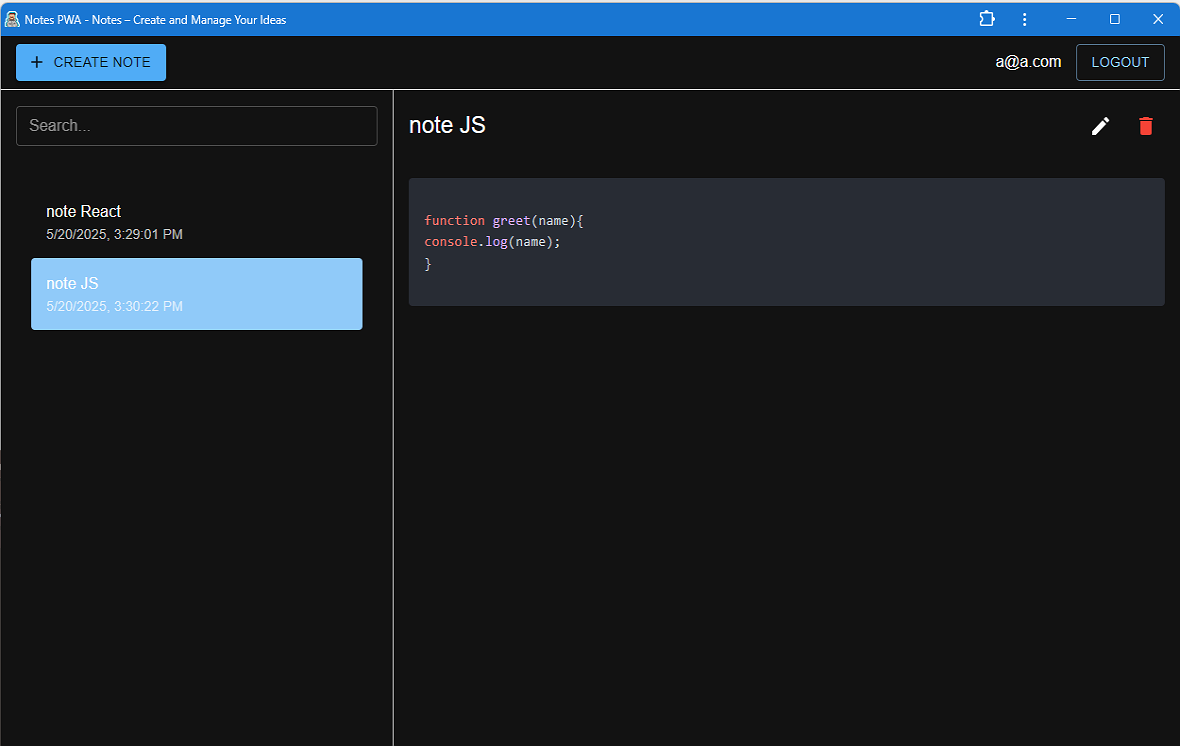 Notes PWA - Notes – Create and Manage Your Ideas
+ CREATE NOTE
a@a.com
LOGOUT
Search...
note React
5/20/2025, 3:29:01 PM
note JS
5/20/2025, 3:30:22 PM
note JS
function greet(name){
console.log(name);
}